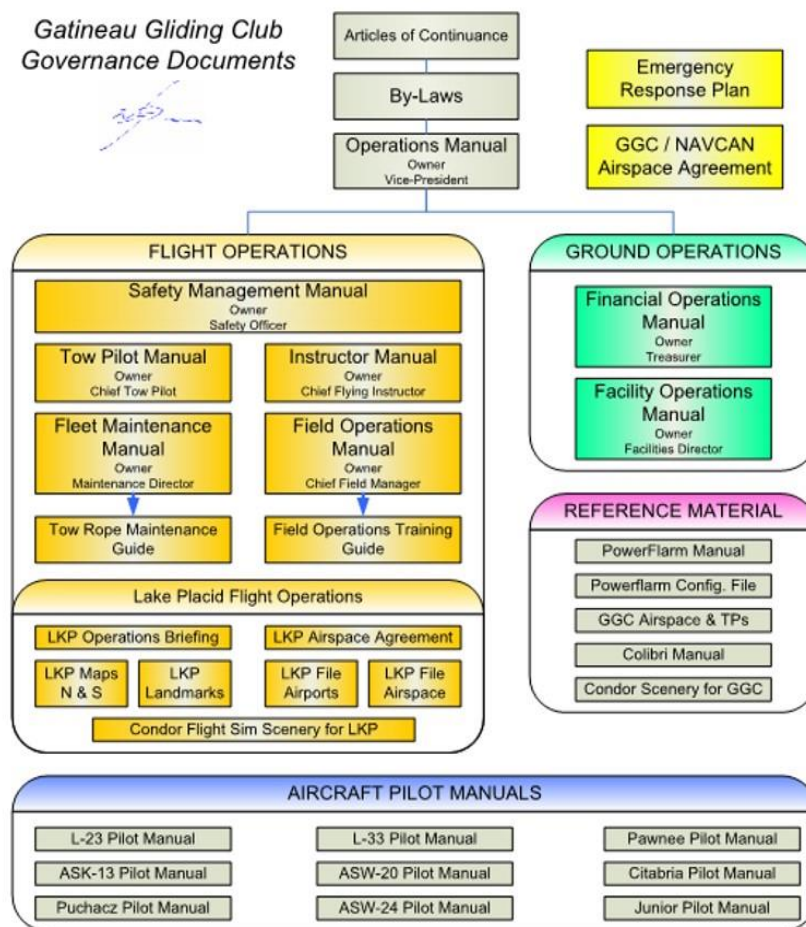 Gatineau Gliding Club
Governance Documents
Articles of Continuance
By-Laws
Operations Manual
Owner
Vice-President
Emergency
Response Plan
GGC / NAVCAN
Airspace Agreement
FLIGHT OPERATIONS
Safety Management Manual
Owner
Safety Officer
Tow Pilot Manual
Owner
Chief Tow Pilot
Instructor Manual
Owner
Chief Flying Instructor
Fleet Maintenance
Manual
Owner
Maintenance Director
Field Operations
Manual
Owner
Chief Field Manager
Tow Rope Maintenance
Guide
Field Operations Training
Guide
Lake Placid Flight Operations
LKP Operations Briefing
LKP Airspace Agreement
LKP Maps
N & S
LKP
Landmarks
LKP File
Airports
LKP File
Airspace
Condor Flight Sim Scenery for LKP
GROUND OPERATIONS
Financial Operations
Manual
Owner
Treasurer
Facility Operations
Manual
Owner
Facilities Director
REFERENCE MATERIAL
PowerFlarm Manual
Powerflarm Config. File
GGC Airspace & TPs
Colibri Manual
Condor Scenery for GGC
AIRCRAFT PILOT MANUALS
L-23 Pilot Manual
L-33 Pilot Manual
Pawnee Pilot Manual
ASK-13 Pilot Manual
ASW-20 Pilot Manual
Citabria Pilot Manual
Puchacz Pilot Manual
ASW-24 Pilot Manual
Junior Pilot Manual